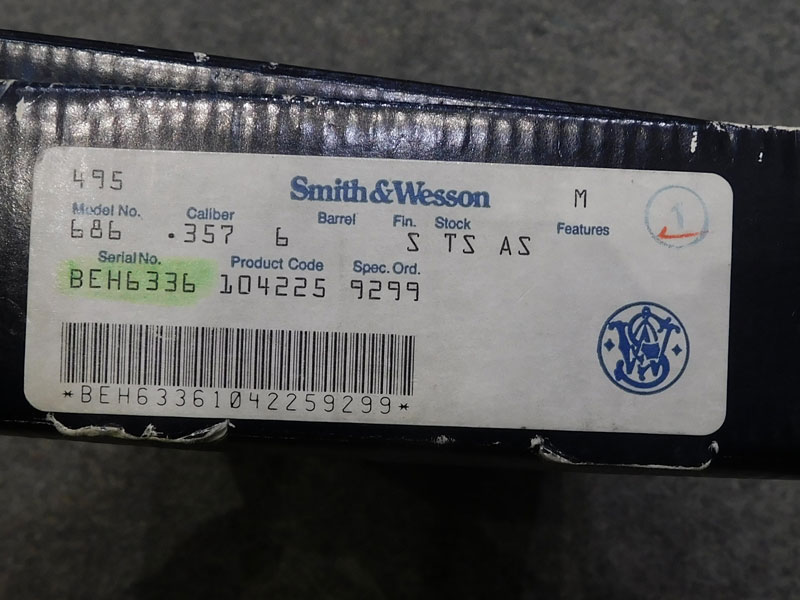 495 Smith & Wesson M
Model No. Caliber Barrel Fin. Stock Features
686 .357 6 S TS AS
Serial No. Product Code Spec. Ord.
BEH6336 104225 9299
*BEH63361042259299*
1